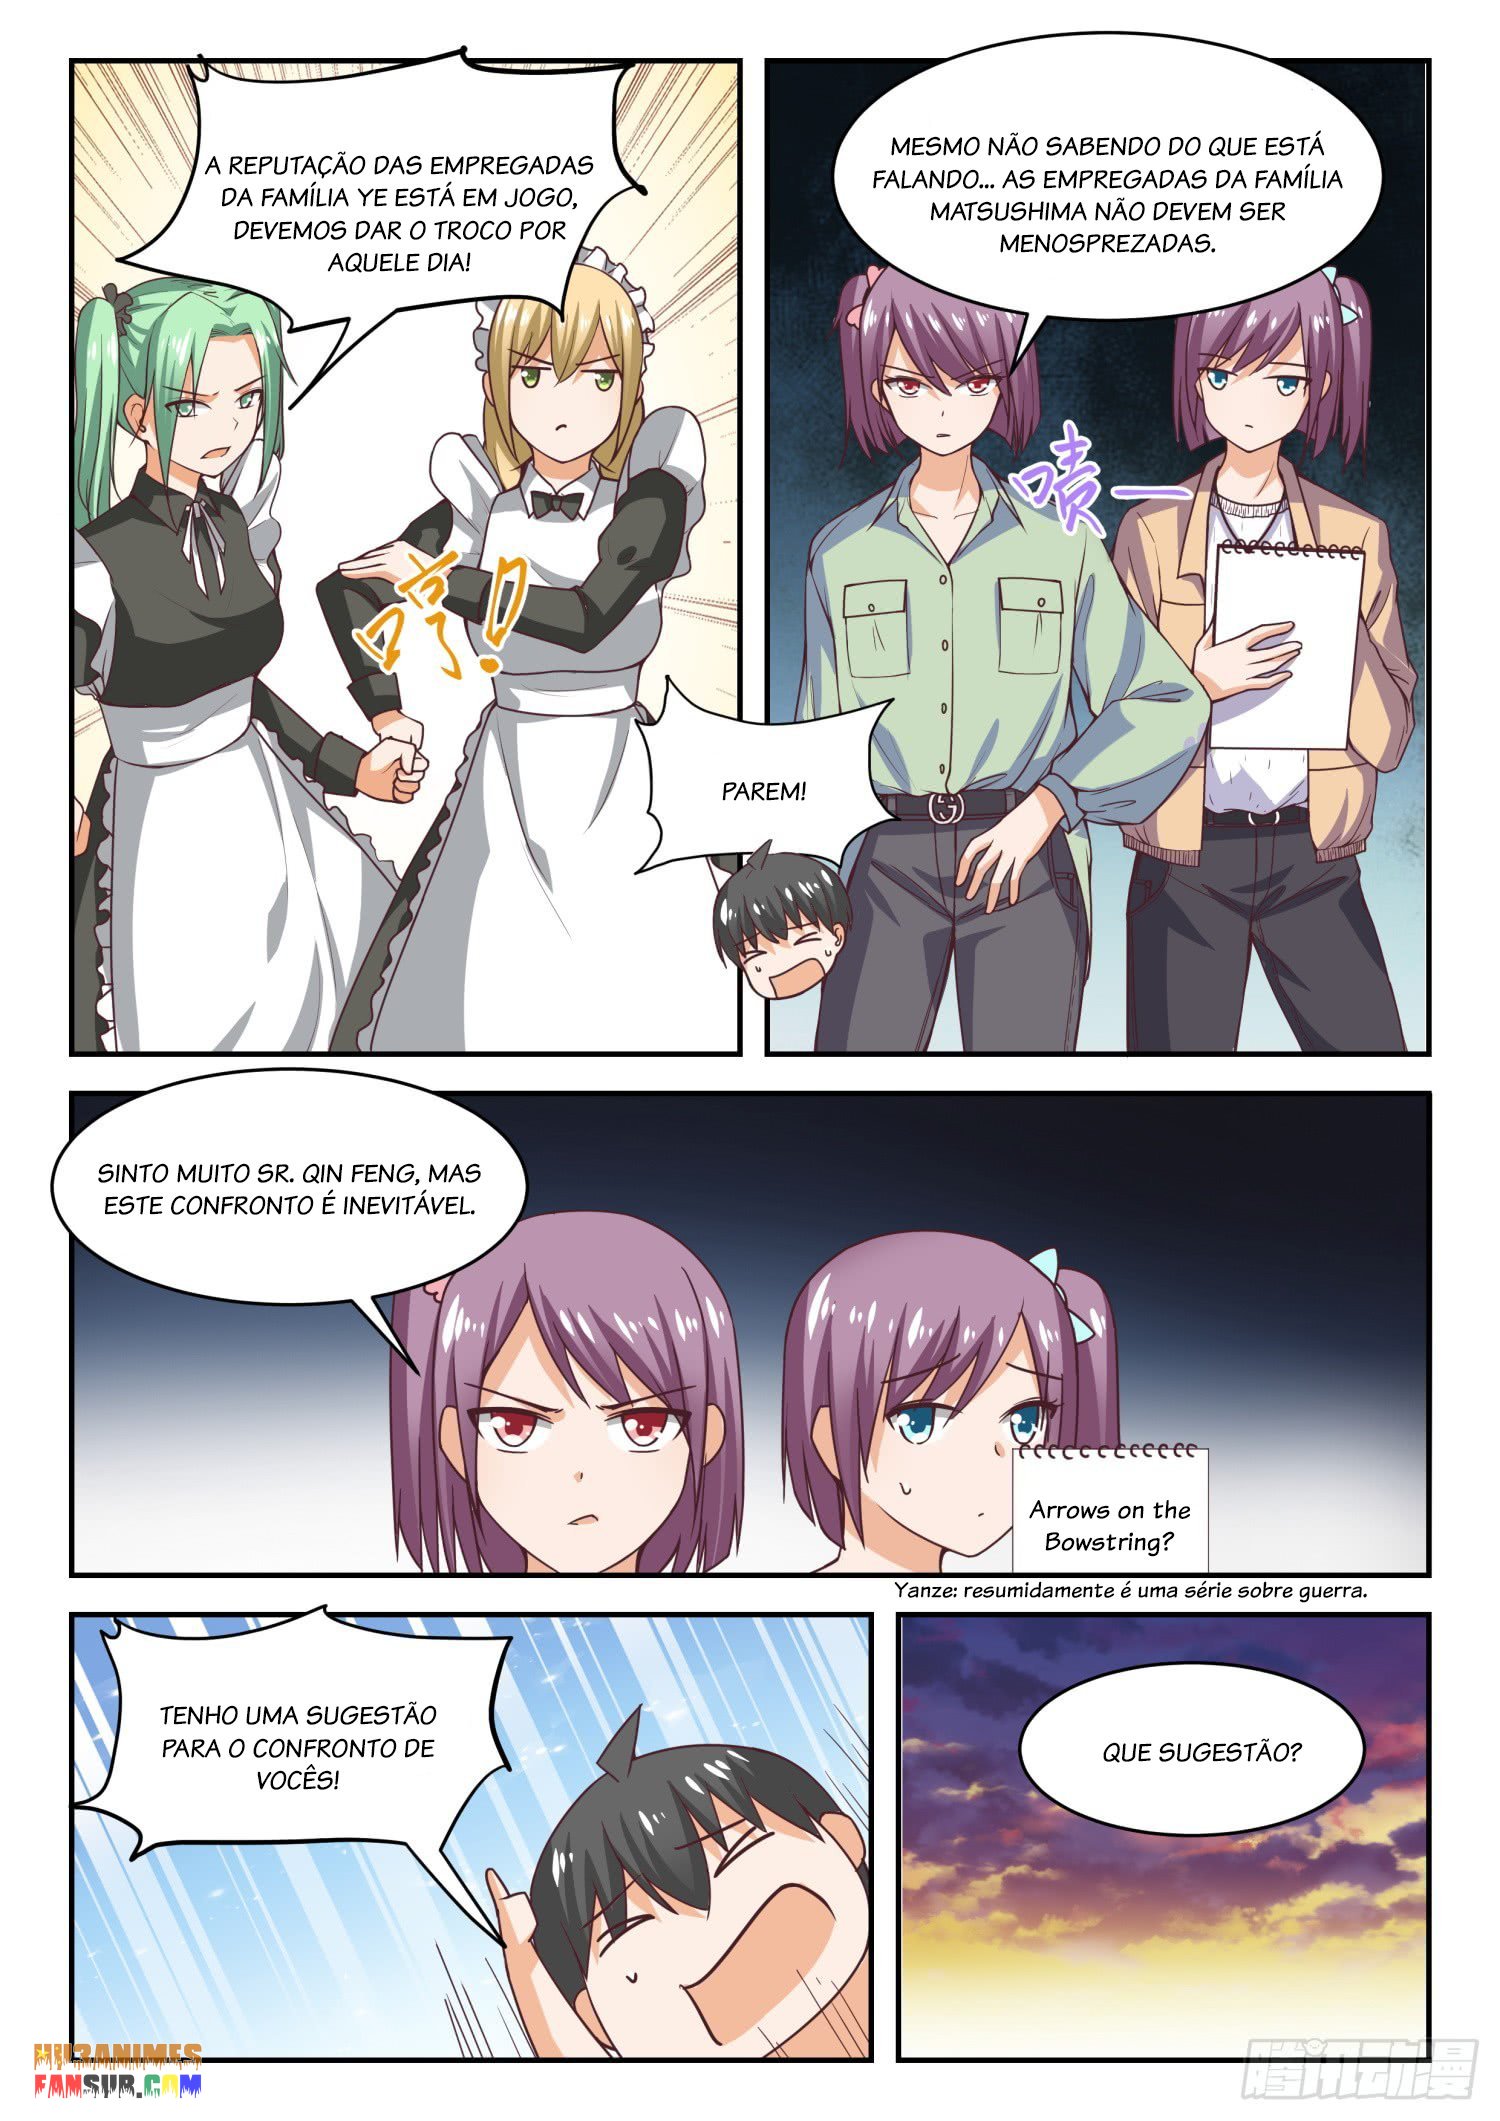 A REPUTAÇÃO DAS EMPREGADAS
DA FAMÍLIA YE ESTÁ EM JOGO,
DEVEMOS DAR O TROCO POR
AQUELE DIA!
哼!
MESMO NÃO SABENDO DO QUE ESTÁ
FALANDO... AS EMPREGADAS DA FAMÍLIA
MATSUSHIMA NÃO DEVEM SER
MENOSPREZADAS.
啧一
PAREM!
SINTO MUITO SR. QIN FENG, MAS
ESTE CONFRONTO É INEVITÁVEL.
Arrows on the
Bowstring?
Yanze: resumidamente é uma série sobre guerra.
TENHO UMA SUGESTÃO
PARA O CONFRONTO DE
VOCÊS!
QUE SUGESTÃO?
HU3ANIMES
FANSUB.COM
腾讯动漫